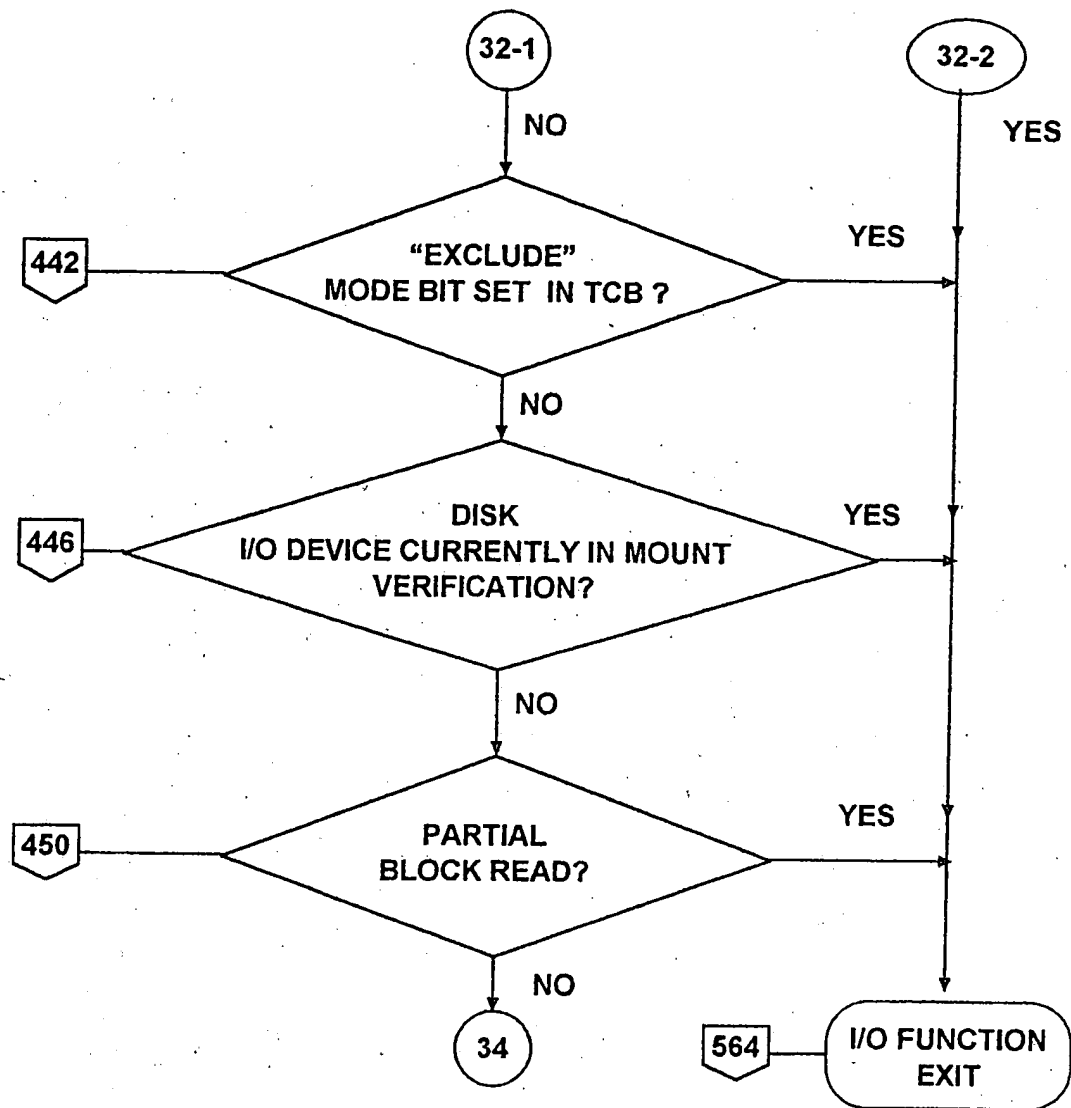 32-1
32-2
NO
YES
442
“EXCLUDE”
MODE BIT SET IN TCB ?
YES
NO
446
DISK
I/O DEVICE CURRENTLY IN MOUNT
VERIFICATION?
YES
NO
450
PARTIAL
BLOCK READ?
YES
NO
34
564
I/O FUNCTION
EXIT